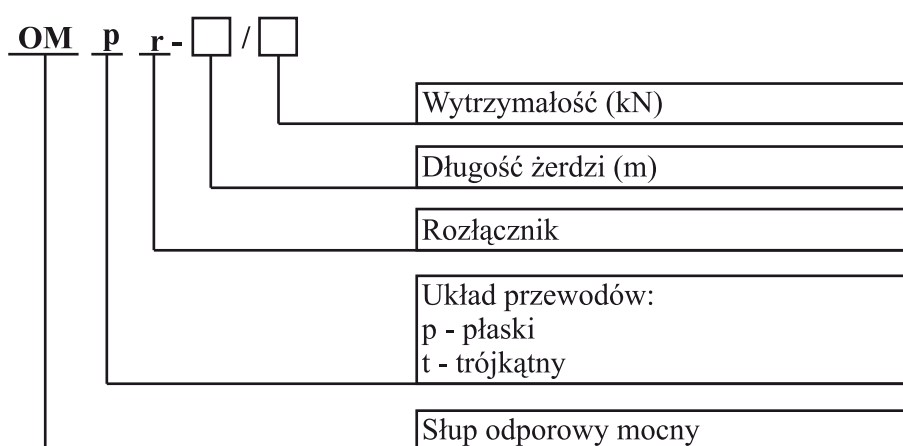 OM p r - /
Wytrzymałość (kN)
Długość żerdzi (m)
Rozłącznik
Układ przewodów:
p - płaski
t - trójkątny
Słup odporowy mocny